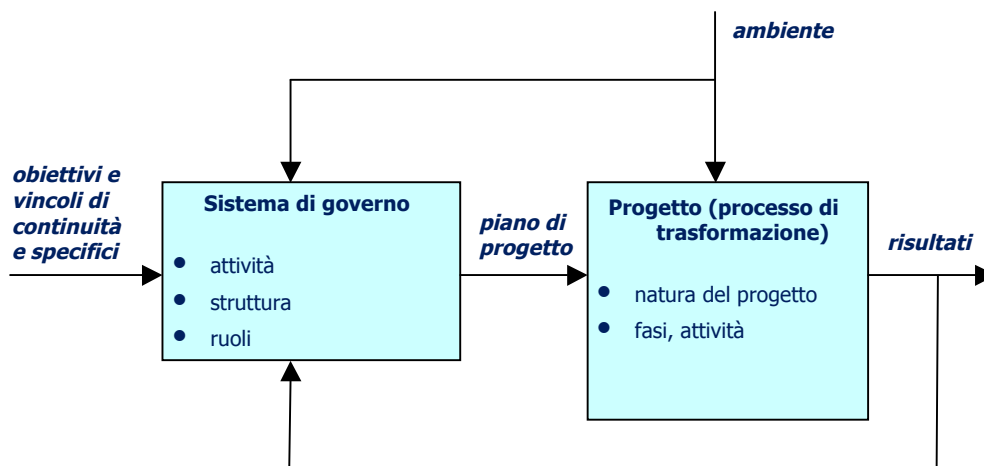 ambiente
obiettivi e
vincoli di
continuità
e specifici
Sistema di governo
• attività
• struttura
• ruoli
piano di
progetto
Progetto (processo di
trasformazione)
• natura del progetto
• fasi, attività
risultati